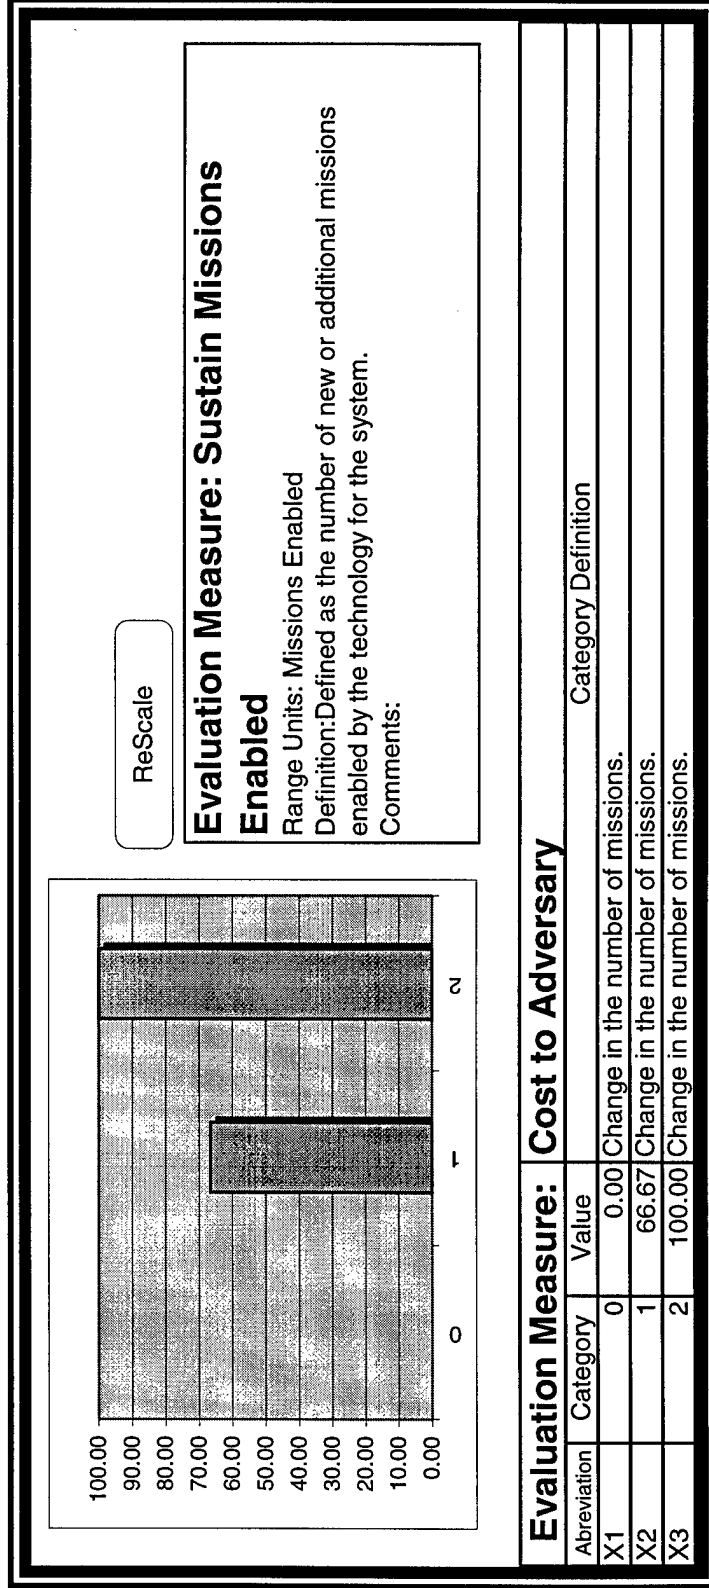 100.00
90.00
80.00
70.00
60.00
50.00
40.00
30.00
20.00
10.00
0.00
0 1 2
ReScale
Evaluation Measure: Sustain Missions
Enabled
Range Units: Missions Enabled
Definition:Defined as the number of new or additional missions
enabled by the technology for the system.
Comments:
Evaluation Measure: Cost to Adversary
Abreviation Category Value Category Definition
X1 0 0.00 Change in the number of missions.
X2 1 66.67 Change in the number of missions.
X3 2 100.00 Change in the number of missions.